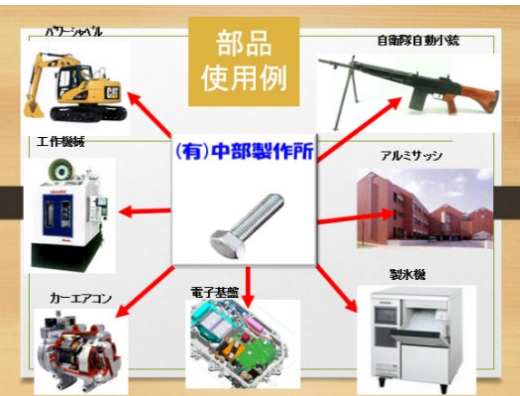 部品
使用例
パワーシャベル
自衛隊自動小銃
(有)中部製作所
工作機械
アルミサッシ
カーエアコン
電子基盤
製氷機
CAT